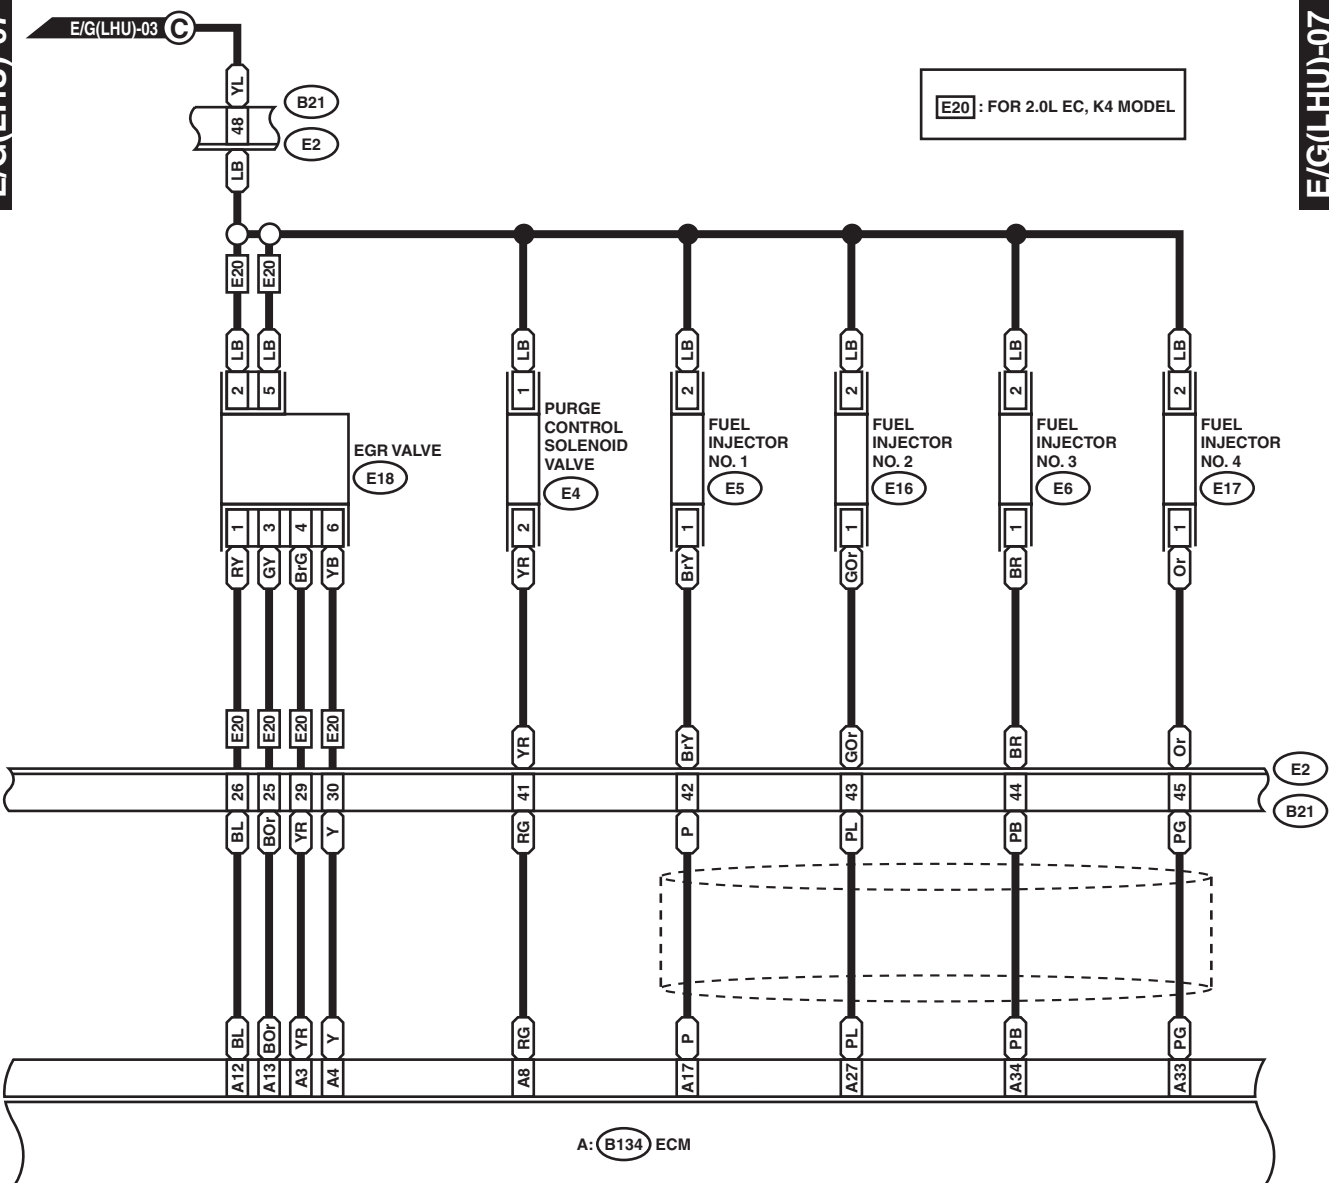 E/G(LHU)-03 C
E/G(LHU)-07
YL
48
B21
E2
LB
E20 : FOR 2.0L EC, K4 MODEL
E20 E20
LB LB LB LB LB LB LB
2 5 1 2 2 2 2
EGR VALVE
E18
PURGE
CONTROL
SOLENOID
VALVE
E4
FUEL
INJECTOR
NO. 1
E5
FUEL
INJECTOR
NO. 2
E16
FUEL
INJECTOR
NO. 3
E6
FUEL
INJECTOR
NO. 4
E17
1 3 4 6 2 1 1 1 1
RY GY BrG YB YR BrY GOr BR Or
E20 E20 E20 E20 YR BrY GOr BR Or
26 25 29 30 41 42 43 44 45
E2
B21
BL BOr YR Y RG P PL PB PG
BL BOr YR Y RG P PL PB PG
A12 A13 A3 A4 A8 A17 A27 A34 A33
A: B134 ECM